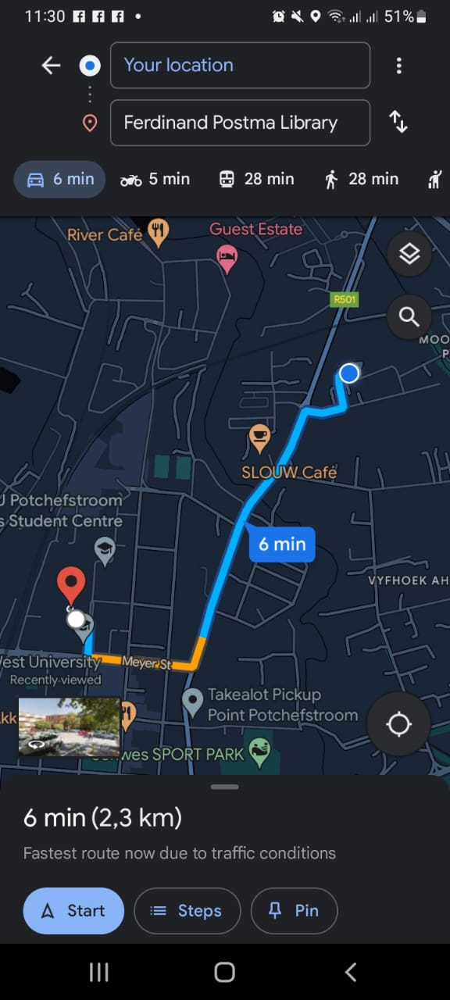 11:30
51%
Your location
Ferdinand Postma Library
6 min
5 min
28 min
28 min
River Café
Guest Estate
R501
MOO
P
SLOUW Café
U Potchefstroom
s Student Centre
6 min
VYFHOEK AH
est University
Meyer St
Recently viewed
Takealot Pickup
Point Potchefstroom
kk
wes SPORT PARK
6 min (2,3 km)
Fastest route now due to traffic conditions
Start
Steps
Pin